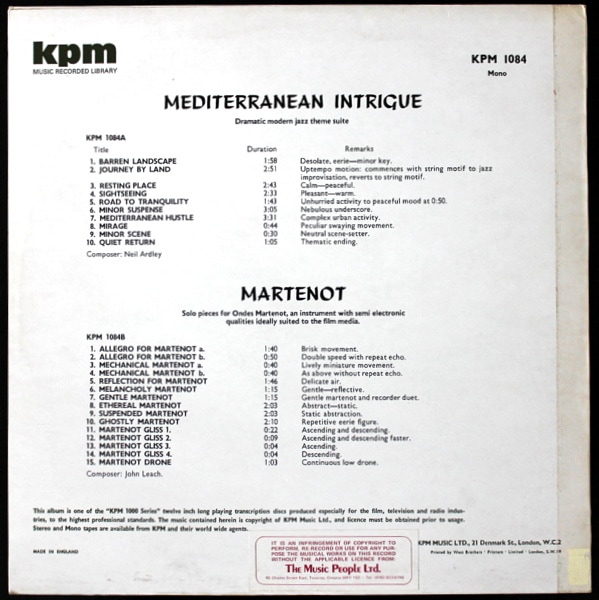 kpm
MUSIC RECORDED LIBRARY
KPM 1084
Mono
MEDITERRANEAN INTRIGUE
Dramatic modern jazz theme suite
KPM 1084A
Title Duration Remarks
1. BARREN LANDSCAPE 1:58 Desolate, eerie—minor key.
2. JOURNEY BY LAND 2:51 Uptempo motion: commences with string motif to jazz
improvisation, reverts to string motif.
3. RESTING PLACE 2:43 Calm—peaceful.
4. SIGHTSEEING 2:33 Pleasant—warm.
5. ROAD TO TRANQUILITY 1:43 Unhurried activity to peaceful mood at 0:50.
6. MINOR SUSPENSE 3:05 Nebulous underscore.
7. MEDITERRANEAN HUSTLE 3:31 Complex urban activity.
8. MIRAGE 0:44 Peculiar swaying movement.
9. MINOR SCENE 0:30 Neutral scene-setter.
10. QUIET RETURN 1:05 Thematic ending.
Composer: Neil Ardley
MARTENOT
Solo pieces for Ondes Martenot, an instrument with semi electronic
qualities ideally suited to the film media.
KPM 1084B
1. ALLEGRO FOR MARTENOT a. 1:40 Brisk movement.
2. ALLEGRO FOR MARTENOT b. 0:50 Double speed with repeat echo.
3. MECHANICAL MARTENOT a. 0:40 Lively miniature movement.
4. MECHANICAL MARTENOT b. 0:40 As above without repeat echo.
5. REFLECTION FOR MARTENOT 1:46 Delicate air.
6. MELANCHOLY MARTENOT 1:15 Gentle—reflective.
7. GENTLE MARTENOT 1:15 Gentle martenot and recorder duet.
8. ETHEREAL MARTENOT 2:03 Abstract—static.
9. SUSPENDED MARTENOT 2:03 Static abstraction.
10. GHOSTLY MARTENOT 2:10 Repetitive eerie figure.
11. MARTENOT GLISS 1. 0:22 Ascending and descending.
12. MARTENOT GLISS 2. 0:09 Ascending and descending faster.
13. MARTENOT GLISS 3. 0:04 Ascending.
14. MARTENOT GLISS 4. 0:04 Descending.
15. MARTENOT DRONE 1:03 Continuous low drone.
Composer: John Leach.
This album is one of the "KPM 1000 Series" twelve inch long playing transcription discs produced especially for the film, television and radio indus-
tries, to the highest professional standards. The music contained herein is copyright of KPM Music Ltd., and licence must be obtained prior to usage.
Stereo and Mono tapes are available from KPM and their world wide agents.
MADE IN ENGLAND
IT IS AN INFRINGEMENT OF COPYRIGHT TO
PERFORM, RE-RECORD OR USE FOR ANY PUR-
POSE THE MUSICAL WORKS ON THIS RECORD
WITHOUT THE APPLICABLE LICENCE FROM:
The Music People Ltd.
KPM MUSIC LTD., 21 Denmark St., London, W.C.2
Printed by West Brothers · Printers · Limited · London, S.W.19